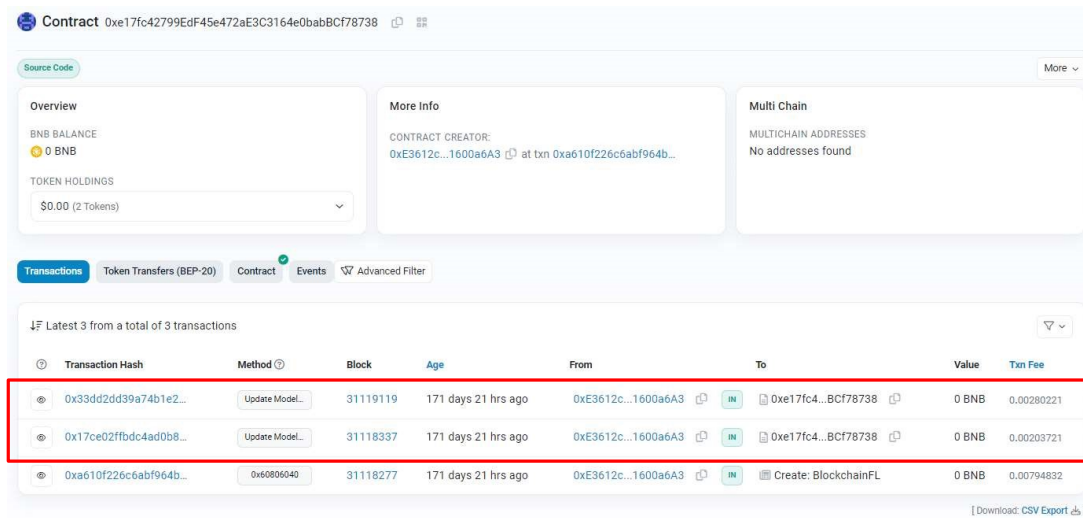 Contract 0xe17fc42799EdF45e472aE3C3164e0babBCf78738
Source Code
More
Overview
BNB BALANCE
0 BNB
TOKEN HOLDINGS
$0.00 (2 Tokens)
More Info
CONTRACT CREATOR:
0xE3612c...1600a6A3 at txn 0xa610f226c6abf964b...
Multi Chain
MULTICHAIN ADDRESSES
No addresses found
Transactions Token Transfers (BEP-20) Contract Events Advanced Filter
Latest 3 from a total of 3 transactions
Transaction Hash Method Block Age From To Value Txn Fee
0x33dd2dd39a74b1e2... Update Model... 31119119 171 days 21 hrs ago 0xE3612c...1600a6A3 IN 0xe17fc4...BCf78738 0 BNB 0.00280221
0x17ce02ffbdc4ad0b8... Update Model... 31118337 171 days 21 hrs ago 0xE3612c...1600a6A3 IN 0xe17fc4...BCf78738 0 BNB 0.00203721
0xa610f226c6abf964b... 0x60806040 31118277 171 days 21 hrs ago 0xE3612c...1600a6A3 IN Create: BlockchainFL 0 BNB 0.00794832
[ Download: CSV Export